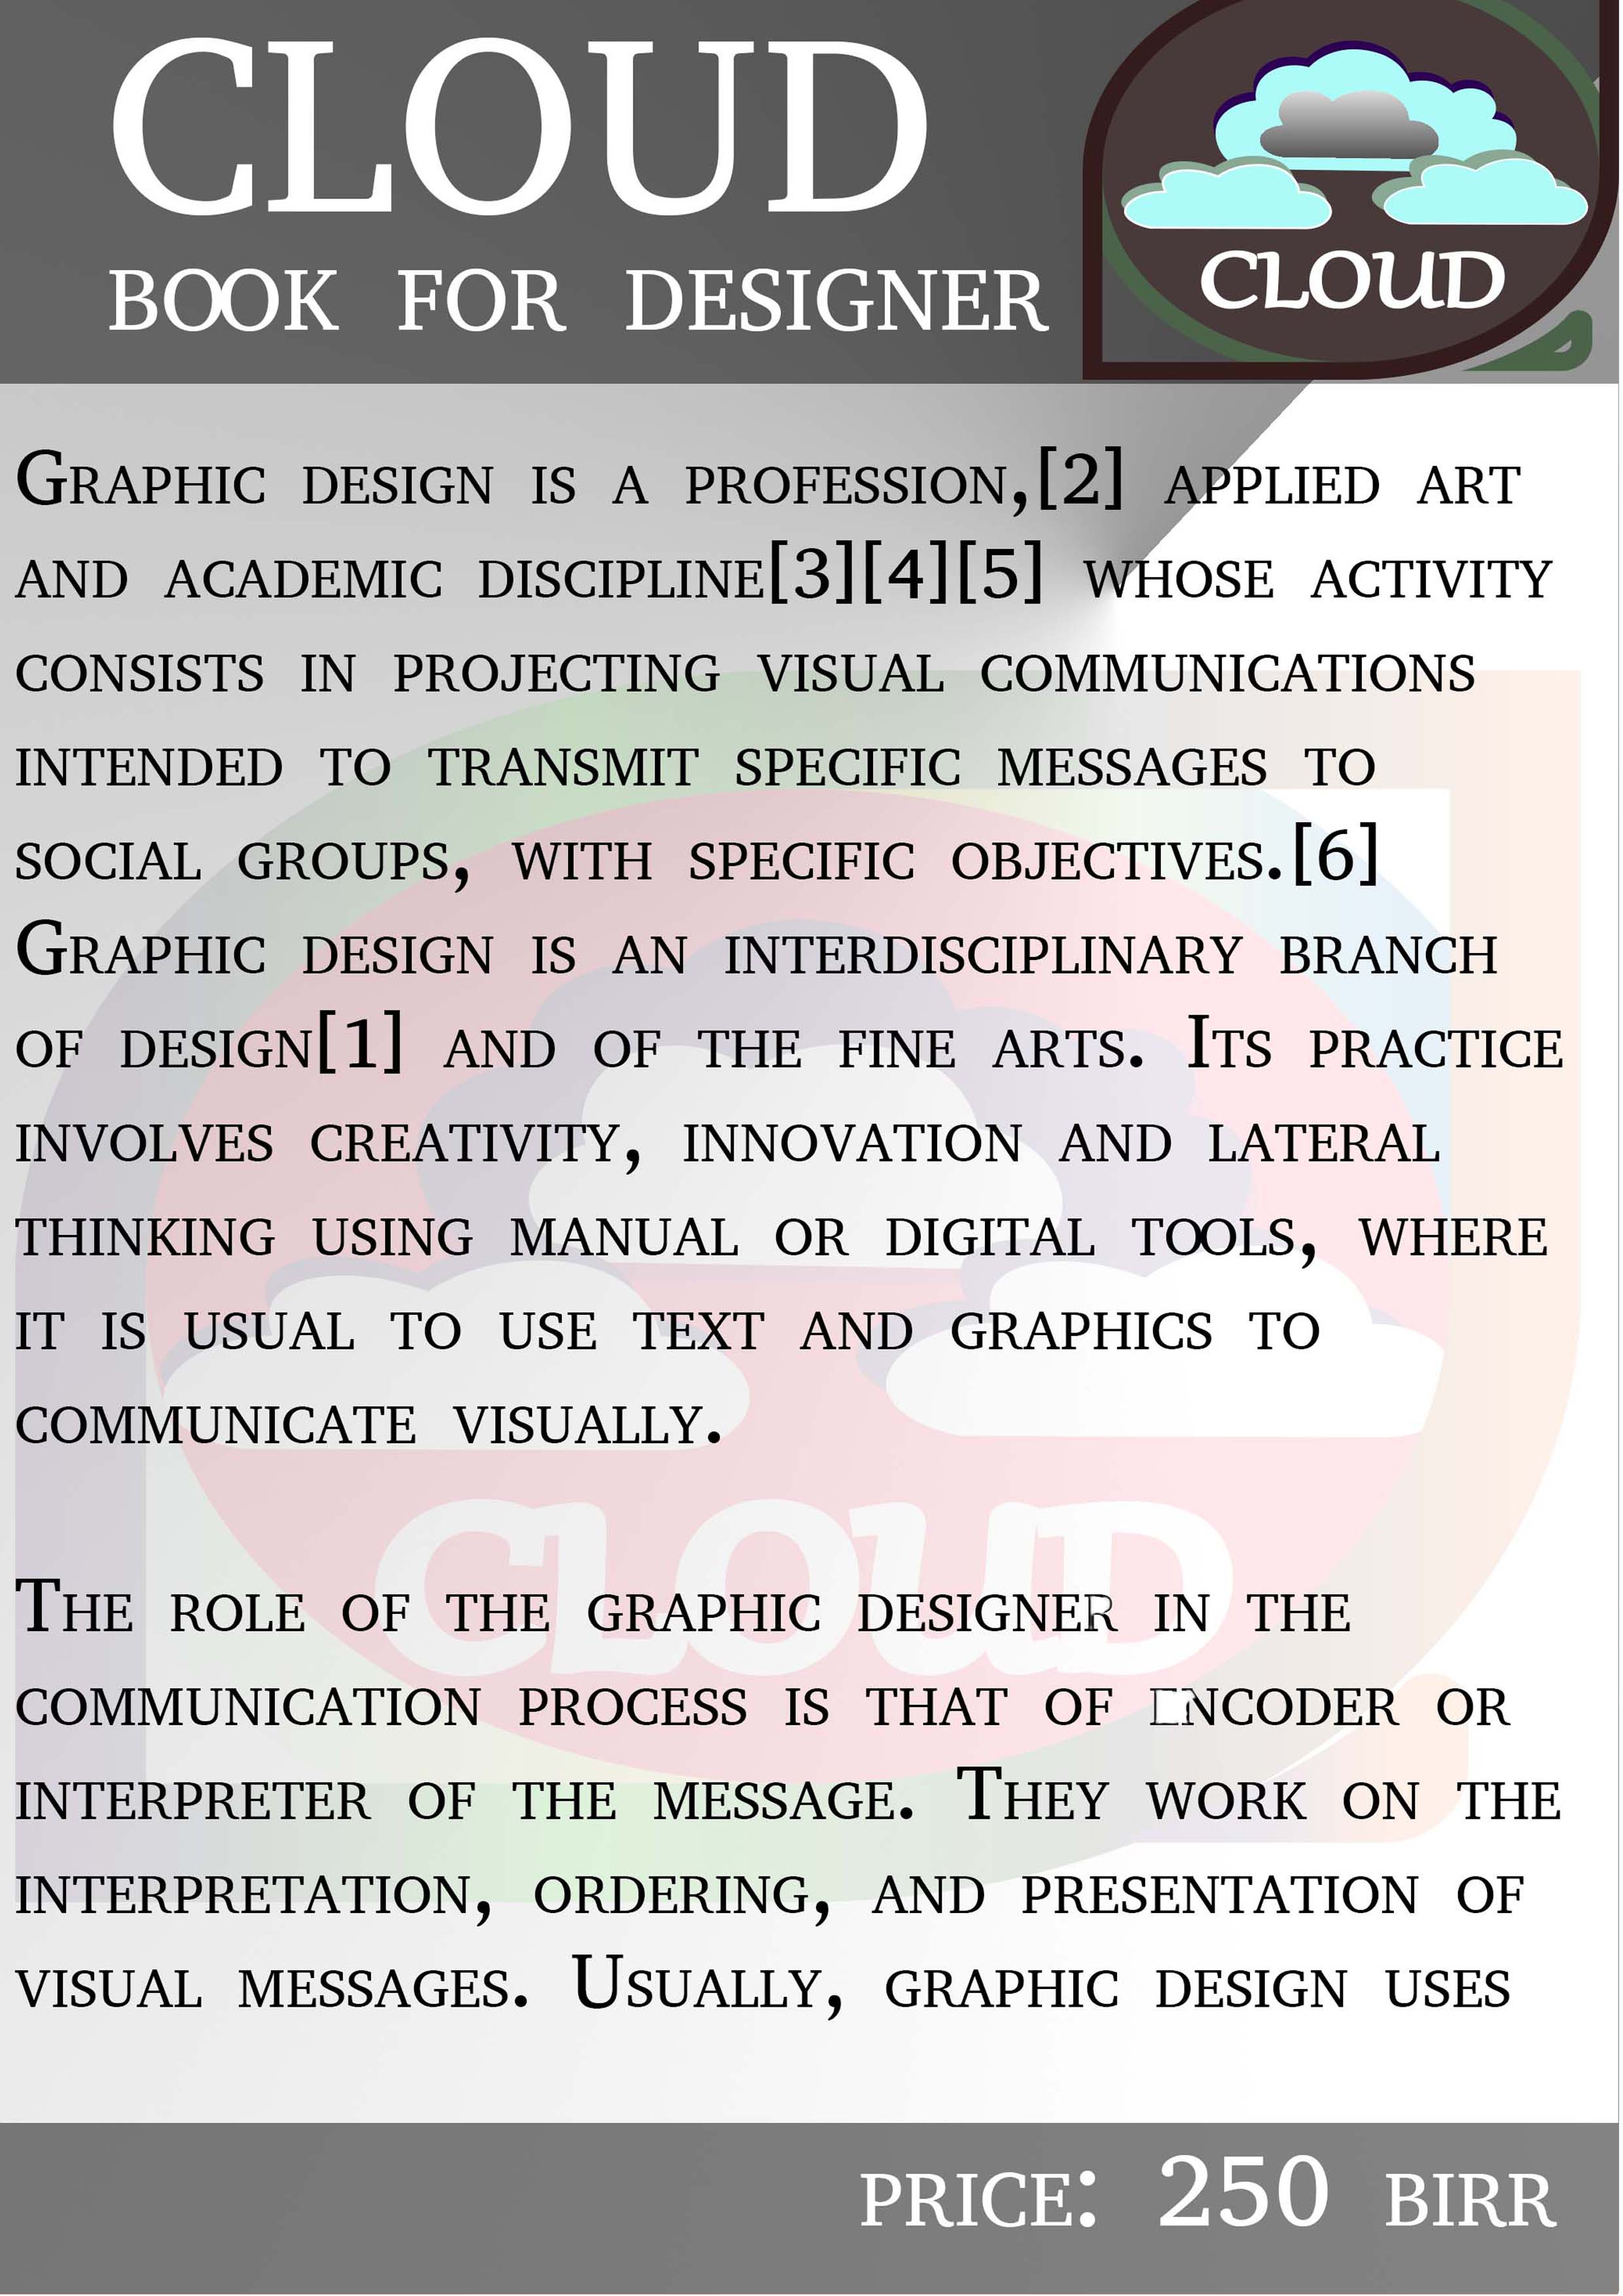 CLOUD
BOOK FOR DESIGNER
CLOUD
Graphic design is a profession,[2] applied art
and academic discipline[3][4][5] whose activity
consists in projecting visual communications
intended to transmit specific messages to
social groups, with specific objectives.[6]
Graphic design is an interdisciplinary branch
of design[1] and of the fine arts. Its practice
involves creativity, innovation and lateral
thinking using manual or digital tools, where
it is usual to use text and graphics to
communicate visually.
CLOUD
The role of the graphic designer in the
communication process is that of encoder or
interpreter of the message. They work on the
interpretation, ordering, and presentation of
visual messages. Usually, graphic design uses
PRICE: 250 BIRR